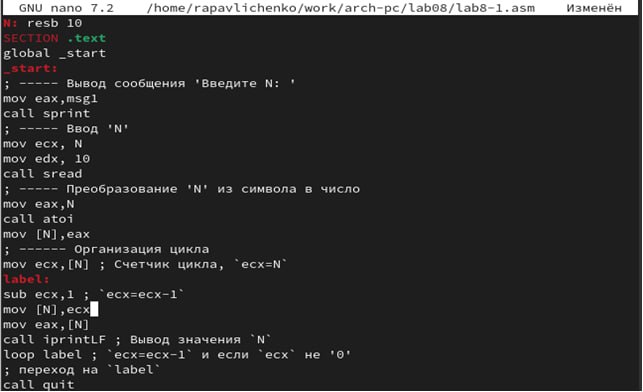 GNU nano 7.2 /home/rapavlichenko/work/arch-pc/lab08/lab8-1.asm Изменён
N: resb 10
SECTION .text
global _start
_start:
; ----- Вывод сообщения 'Введите N: '
mov eax,msg1
call sprint
; ----- Ввод 'N'
mov ecx, N
mov edx, 10
call sread
; ----- Преобразование 'N' из символа в число
mov eax,N
call atoi
mov [N],eax
; ------ Организация цикла
mov ecx,[N] ; Счетчик цикла, `ecx=N`
label:
sub ecx,1 ; `ecx=ecx-1`
mov [N],ecx
mov eax,[N]
call iprintLF ; Вывод значения `N`
loop label ; `ecx=ecx-1` и если `ecx` не '0'
; переход на `label`
call quit